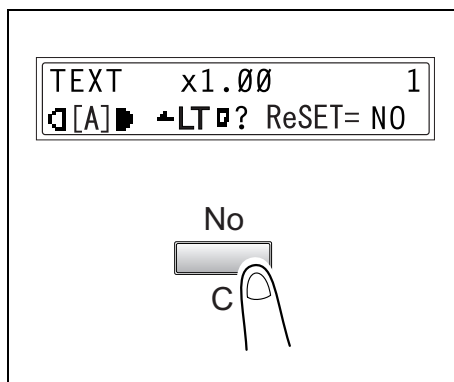 TEXT x1.00 1
[A] LT ? ReSET= NO
No
C